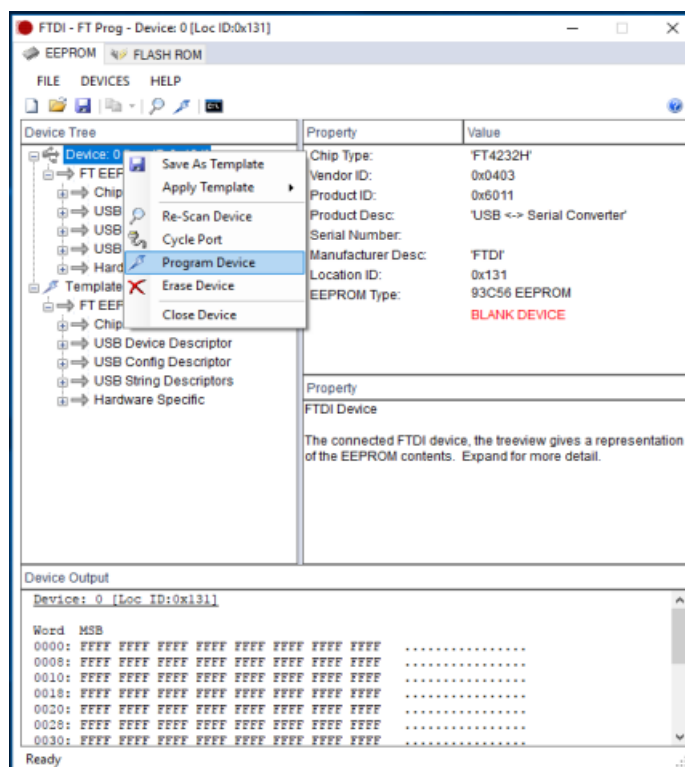 FTDI - FT Prog - Device: 0 [Loc ID:0x131]
EEPROM FLASH ROM
FILE DEVICES HELP
Device Tree
Device: 0
FT EEP
Chip
USB
USB
USB
Hard
Template
FT EEF
Chip
USB Device Descriptor
USB Config Descriptor
USB String Descriptors
Hardware Specific
Save As Template
Apply Template
Re-Scan Device
Cycle Port
Program Device
Erase Device
Close Device
Property Value
Chip Type: 'FT4232H'
Vendor ID: 0x0403
Product ID: 0x6011
Product Desc: 'USB <-> Serial Converter'
Serial Number:
Manufacturer Desc: 'FTDI'
Location ID: 0x131
EEPROM Type: 93C56 EEPROM
BLANK DEVICE
Property
FTDI Device
The connected FTDI device, the treeview gives a representation
of the EEPROM contents. Expand for more detail.
Device Output
Device: 0 [Loc ID:0x131]
Word MSB
0000: FFFF FFFF FFFF FFFF FFFF FFFF FFFF FFFF ................
0008: FFFF FFFF FFFF FFFF FFFF FFFF FFFF FFFF ................
0010: FFFF FFFF FFFF FFFF FFFF FFFF FFFF FFFF ................
0018: FFFF FFFF FFFF FFFF FFFF FFFF FFFF FFFF ................
0020: FFFF FFFF FFFF FFFF FFFF FFFF FFFF FFFF ................
0028: FFFF FFFF FFFF FFFF FFFF FFFF FFFF FFFF ................
0030: FFFF FFFF FFFF FFFF FFFF FFFF FFFF FFFF ................
Ready